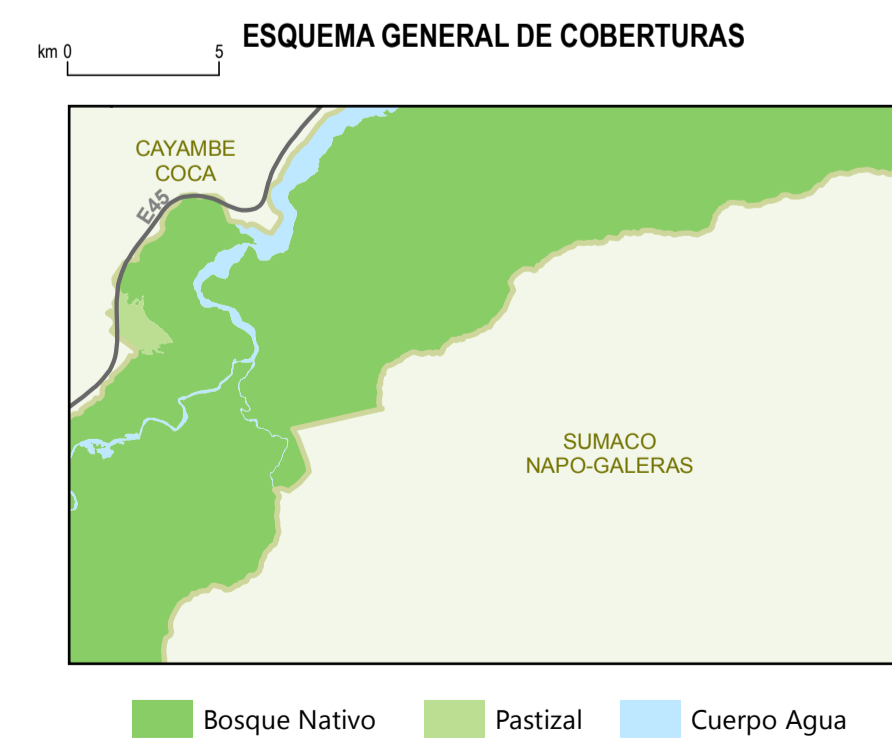 km 0 5
ESQUEMA GENERAL DE COBERTURAS
CAYAMBE
COCA
E45
SUMACO
NAPO-GALERAS
Bosque Nativo
Pastizal
Cuerpo Agua